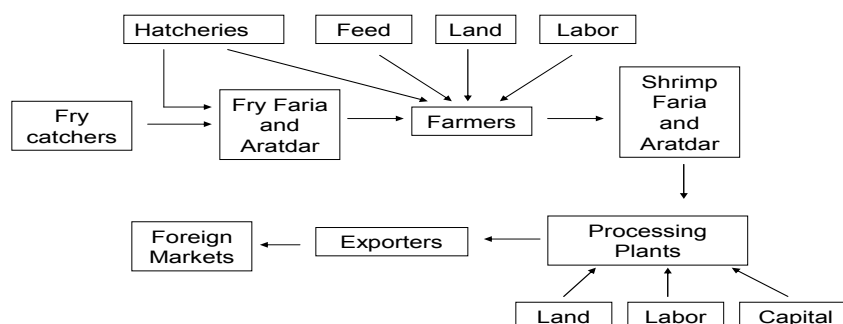 Hatcheries
Feed
Land
Labor
Fry
catchers
Fry Faria
and
Aratdar
Farmers
Shrimp
Faria
and
Aratdar
Foreign
Markets
Exporters
Processing
Plants
Land
Labor
Capital